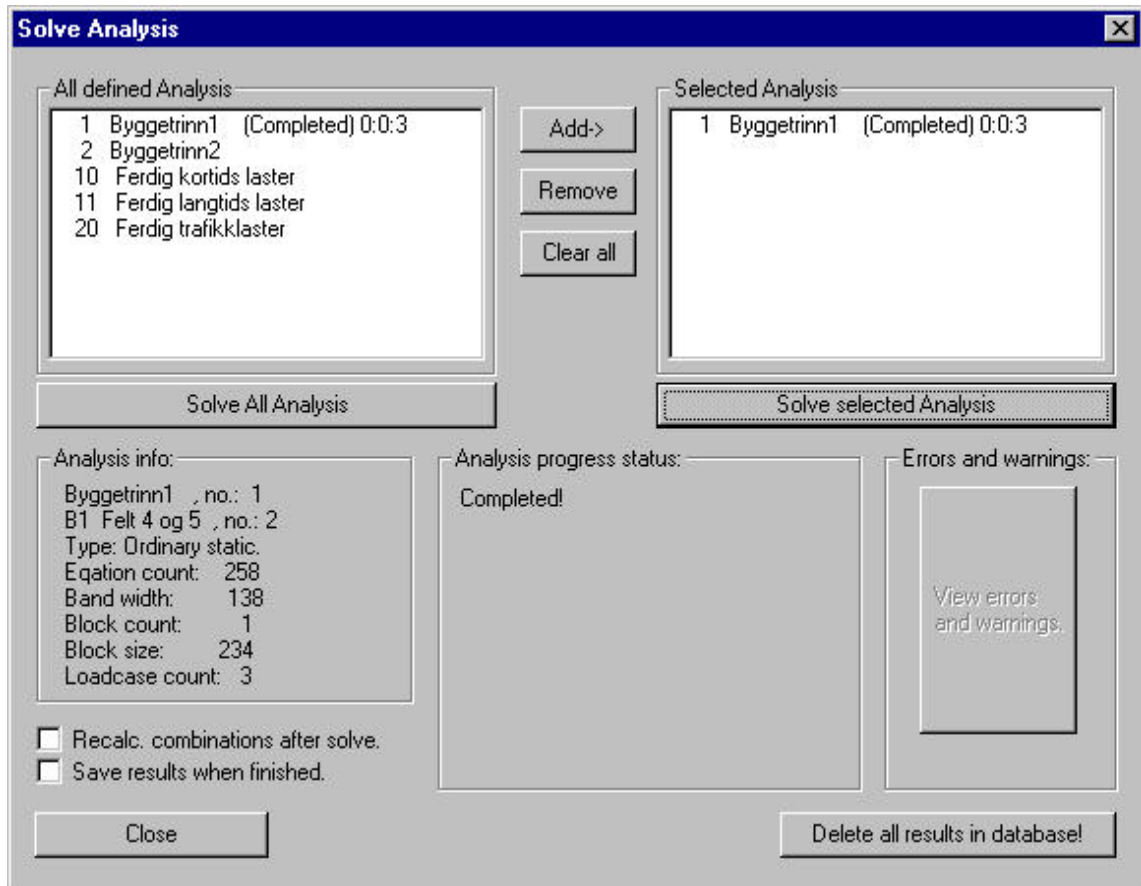 Solve Analysis
All defined Analysis
1 Byggetrinn1 (Completed) 0:0:3
2 Byggetrinn2
10 Ferdig kortids laster
11 Ferdig langtids laster
20 Ferdig trafikklaster
Solve All Analysis
Add->
Remove
Clear all
Selected Analysis
1 Byggetrinn1 (Completed) 0:0:3
Solve selected Analysis
Analysis info:
Byggetrinn1 , no.: 1
B1 Felt 4 og 5 , no.: 2
Type: Ordinary static.
Eqation count: 258
Band width: 138
Block count: 1
Block size: 234
Loadcase count: 3
Analysis progress status:
Completed!
Errors and warnings:
View errors
and warnings.
Recalc. combinations after solve.
Save results when finished.
Close
Delete all results in database!